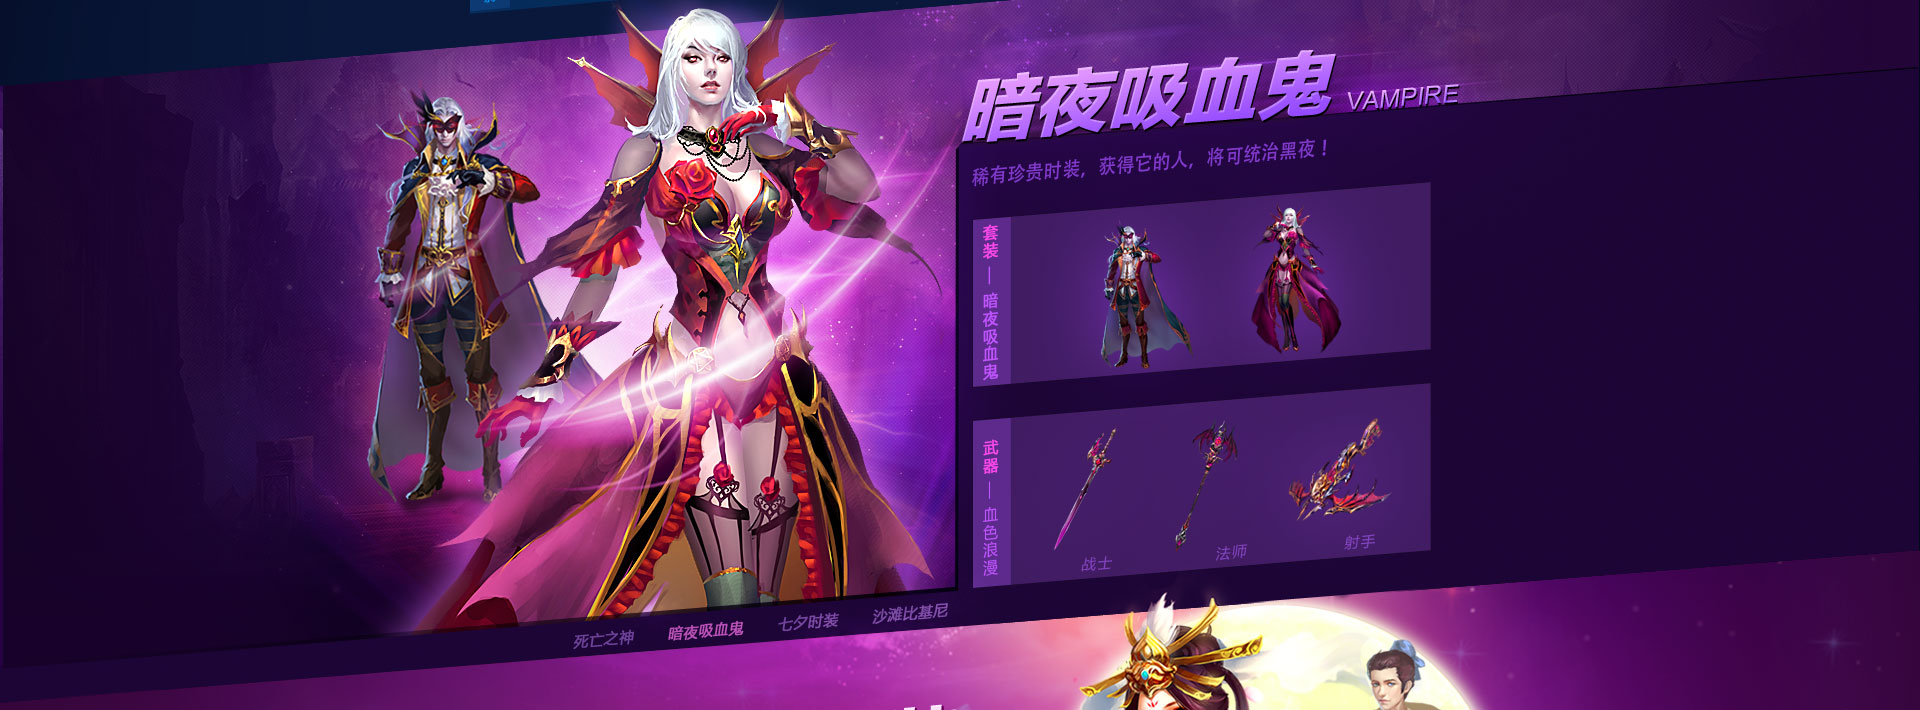 暗夜吸血鬼 VAMPIRE
稀有珍贵时装，获得它的人，将可统治黑夜！
套装｜暗夜吸血鬼
武器｜血色浪漫
战士
法师
射手
死亡之神
暗夜吸血鬼
七夕时装
沙滩比基尼